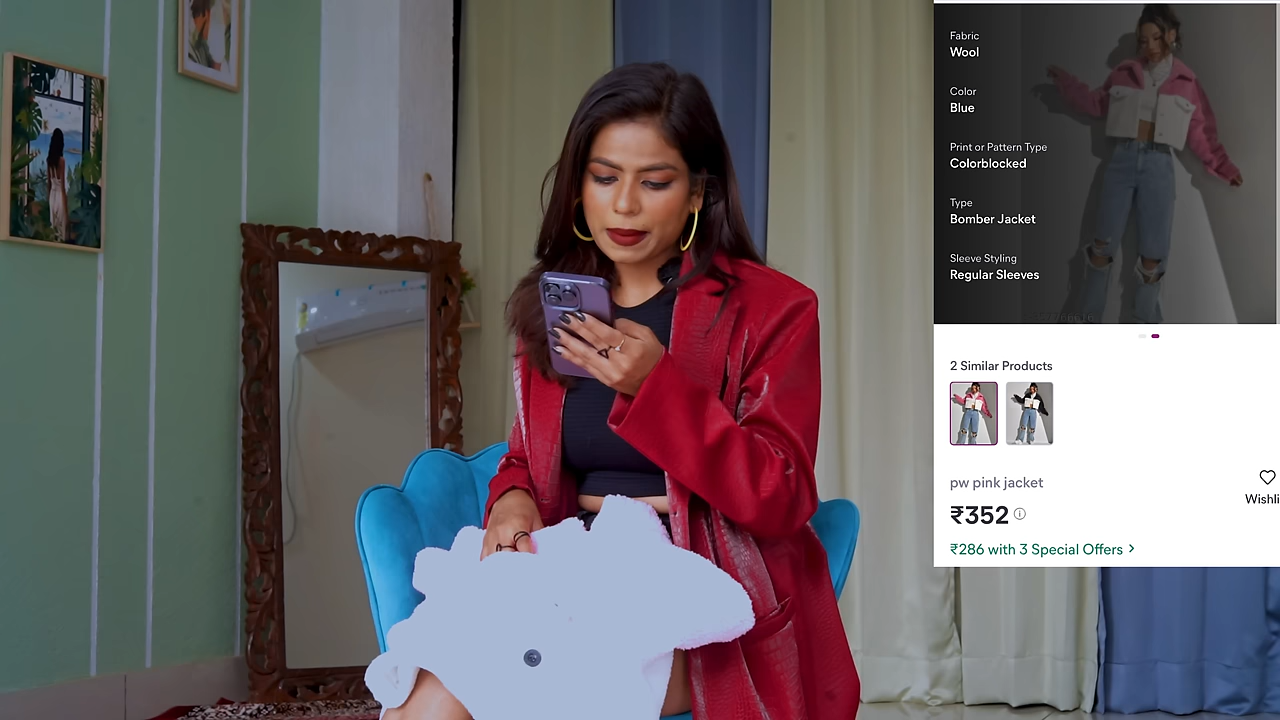 Fabric
Wool
Color
Blue
Print or Pattern Type
Colorblocked
Type
Bomber Jacket
Sleeve Styling
Regular Sleeves
2 Similar Products
pw pink jacket
Wishli
₹352
₹286 with 3 Special Offers